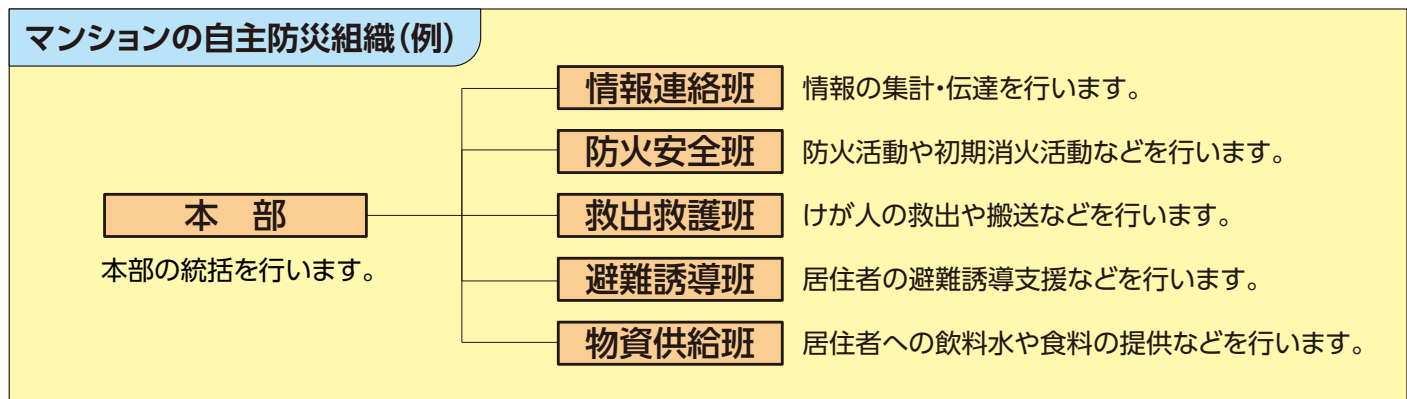 マンションの自主防災組織(例)
情報連絡班 情報の集計・伝達を行います。
防火安全班 防火活動や初期消火活動などを行います。
本 部 救出救護班 けが人の救出や搬送などを行います。
本部の統括を行います。 避難誘導班 居住者の避難誘導支援などを行います。
物資供給班 居住者への飲料水や食料の提供などを行います。